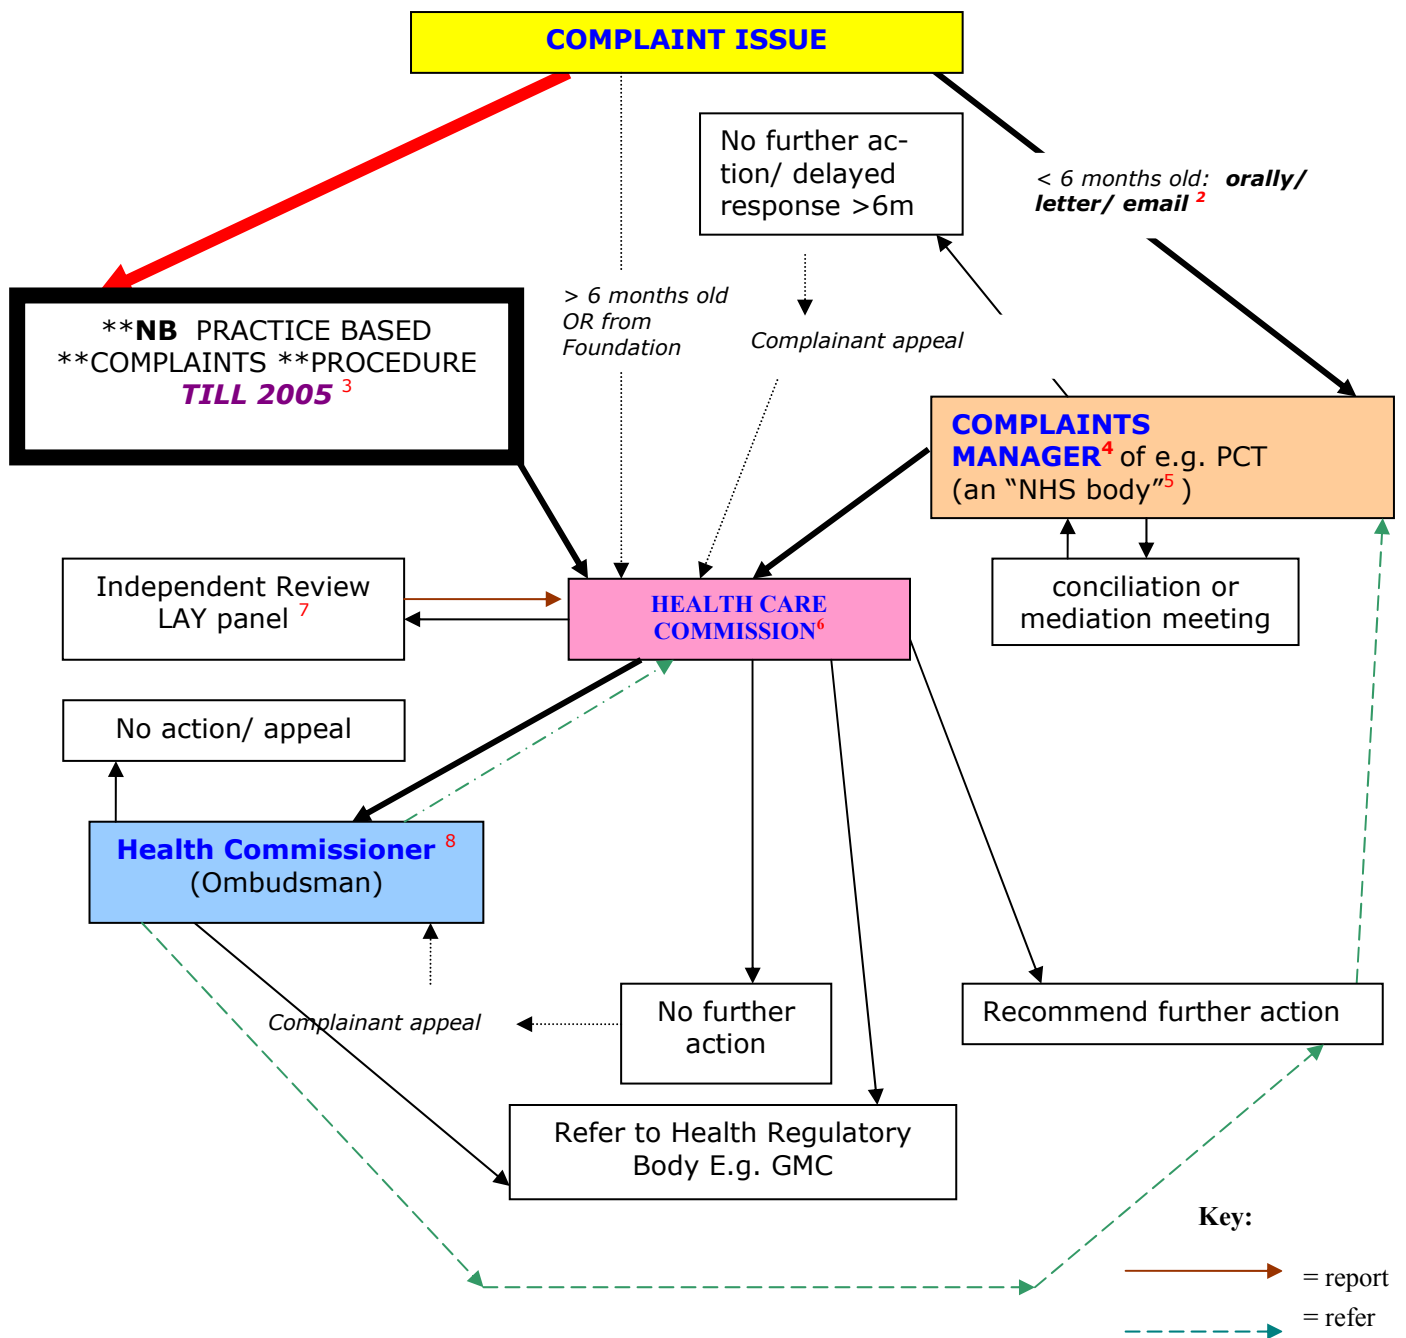 COMPLAINT ISSUE
No further ac-
tion/ delayed
response >6m
< 6 months old: orally/
letter/ email 2
> 6 months old
OR from
Foundation
Complainant appeal
**NB PRACTICE BASED
**COMPLAINTS **PROCEDURE
TILL 2005 3
COMPLAINTS
MANAGER4 of e.g. PCT
(an “NHS body”5 )
Independent Review
LAY panel 7
HEALTH CARE
COMMISSION6
conciliation or
mediation meeting
No action/ appeal
Health Commissioner 8
(Ombudsman)
Complainant appeal
No further
action
Recommend further action
Refer to Health Regulatory
Body E.g. GMC
Key:
= report
= refer